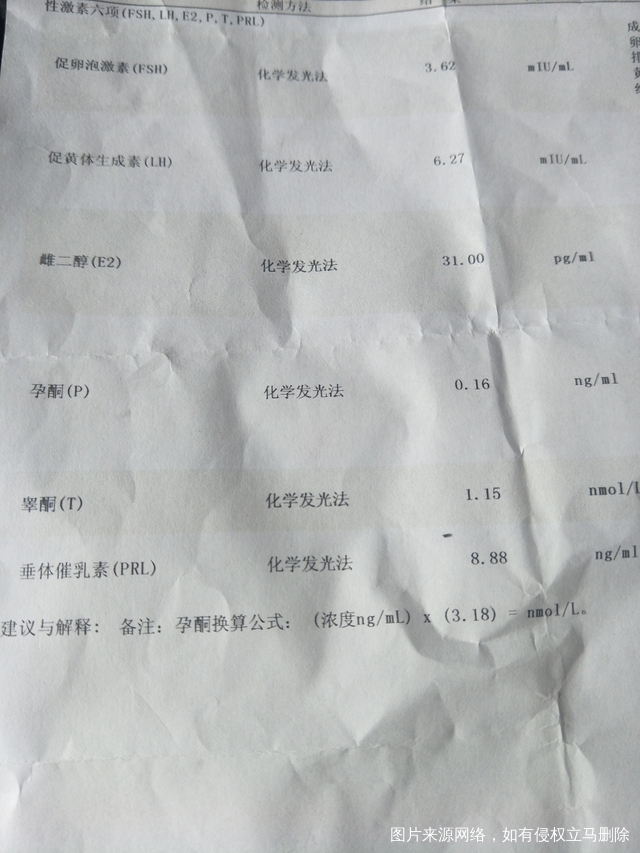 性激素六项(FSH, LH, E2, P, T, PRL) 检测方法 结 果
促卵泡激素(FSH) 化学发光法 3.62 mIU/mL
促黄体生成素(LH) 化学发光法 6.27 mIU/mL
雌二醇(E2) 化学发光法 31.00 pg/ml
孕酮(P) 化学发光法 0.16 ng/ml
睾酮(T) 化学发光法 1.15 nmol/L
垂体催乳素(PRL) 化学发光法 8.88 ng/ml
建议与解释: 备注: 孕酮换算公式: (浓度ng/mL) x (3.18) = nmol/L。
图片来源网络，如有侵权立马删除